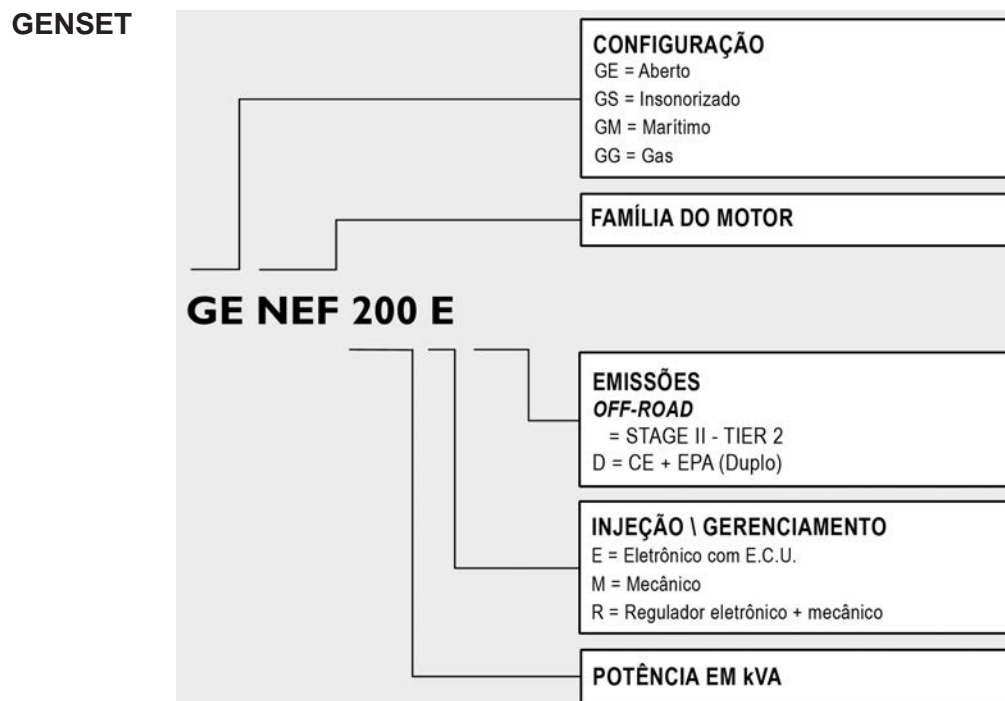 GENSET
CONFIGURAÇÃO
GE = Aberto
GS = Insonorizado
GM = Marítimo
GG = Gas
FAMÍLIA DO MOTOR
GE NEF 200 E
EMISSÕES
OFF-ROAD
= STAGE II - TIER 2
D = CE + EPA (Duplo)
INJEÇÃO \ GERENCIAMENTO
E = Eletrônico com E.C.U.
M = Mecânico
R = Regulador eletrônico + mecânico
POTÊNCIA EM kVA